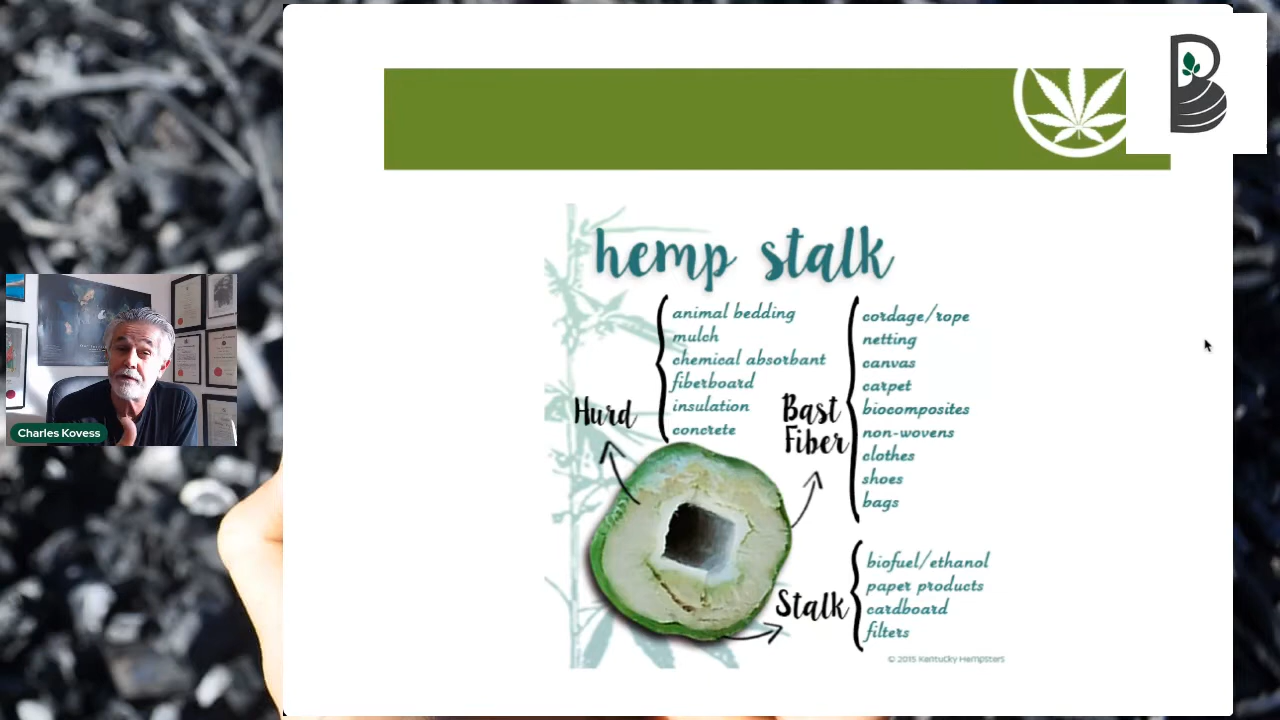 hemp stalk
Hurd
animal bedding
mulch
chemical absorbant
fiberboard
insulation
concrete
Bast
Fiber
cordage/rope
netting
canvas
carpet
biocomposites
non-wovens
clothes
shoes
bags
Stalk
biofuel/ethanol
paper products
cardboard
filters
© 2015 Kentucky Hempsters
Charles Kovess